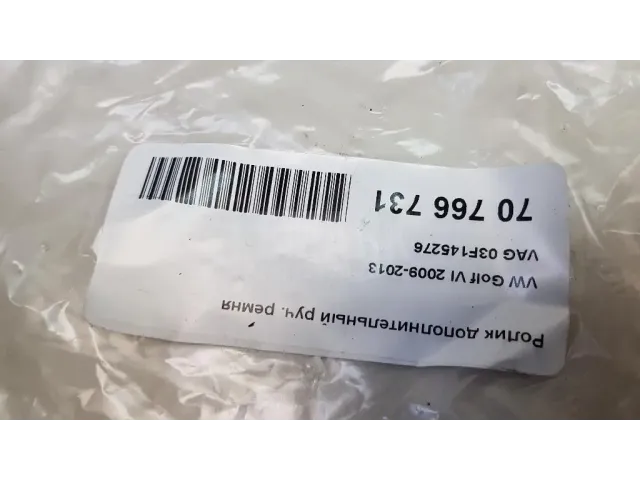 Ролик дополнительный руч. ремня
VW Golf VI 2009-2013
VAG 03F145276
70 766 731